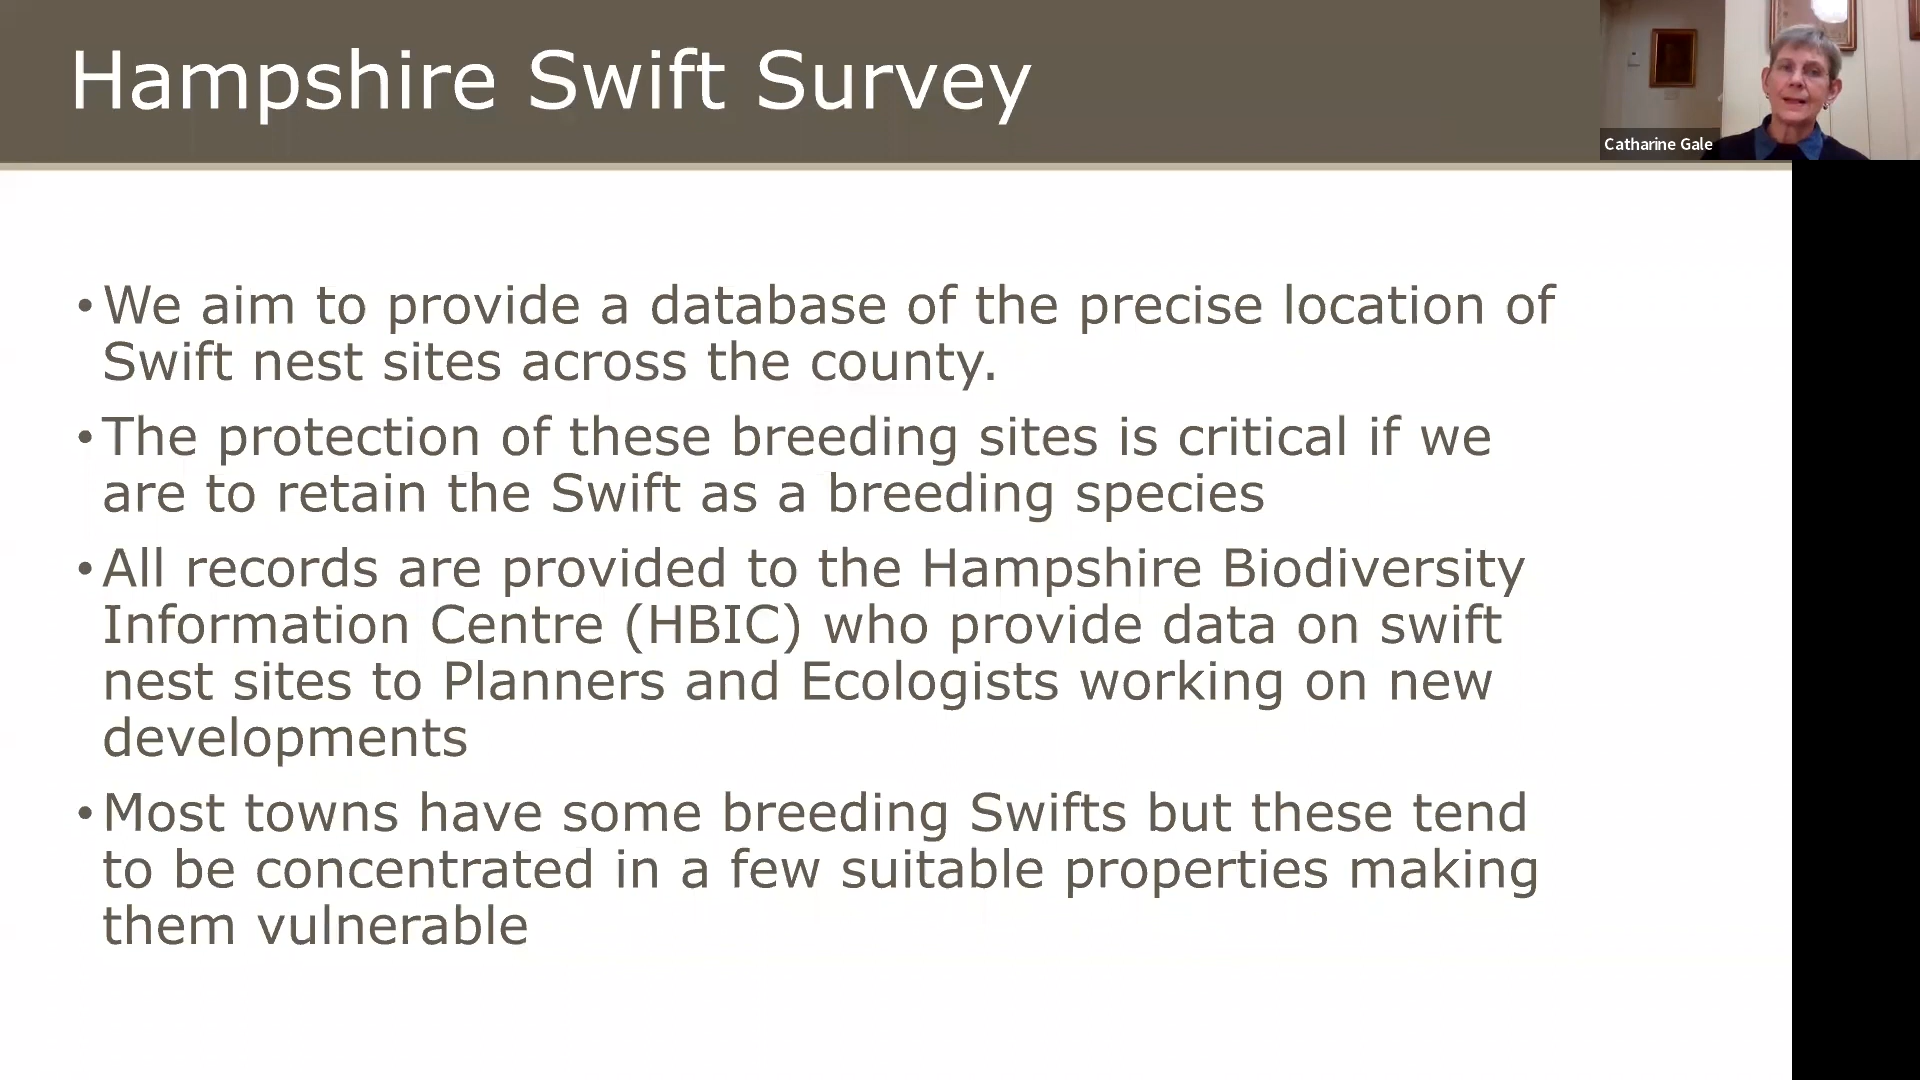 Hampshire Swift Survey
Catharine Gale
•We aim to provide a database of the precise location of
Swift nest sites across the county.
•The protection of these breeding sites is critical if we
are to retain the Swift as a breeding species
•All records are provided to the Hampshire Biodiversity
Information Centre (HBIC) who provide data on swift
nest sites to Planners and Ecologists working on new
developments
•Most towns have some breeding Swifts but these tend
to be concentrated in a few suitable properties making
them vulnerable